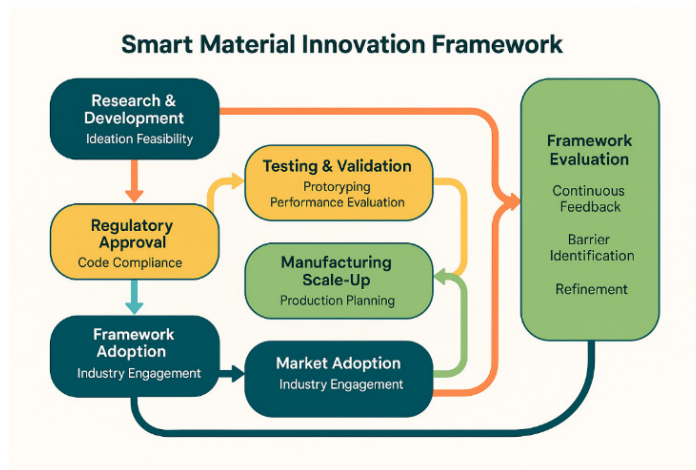 Smart Material Innovation Framework
Research &
Development
Ideation Feasibility
Regulatory
Approval
Code Compliance
Framework
Adoption
Industry Engagement
Testing & Validation
Prototyping
Performance Evaluation
Manufacturing
Scale-Up
Production Planning
Market Adoption
Industry Engagement
Framework
Evaluation
Continuous
Feedback
Barrier
Identification
Refinement